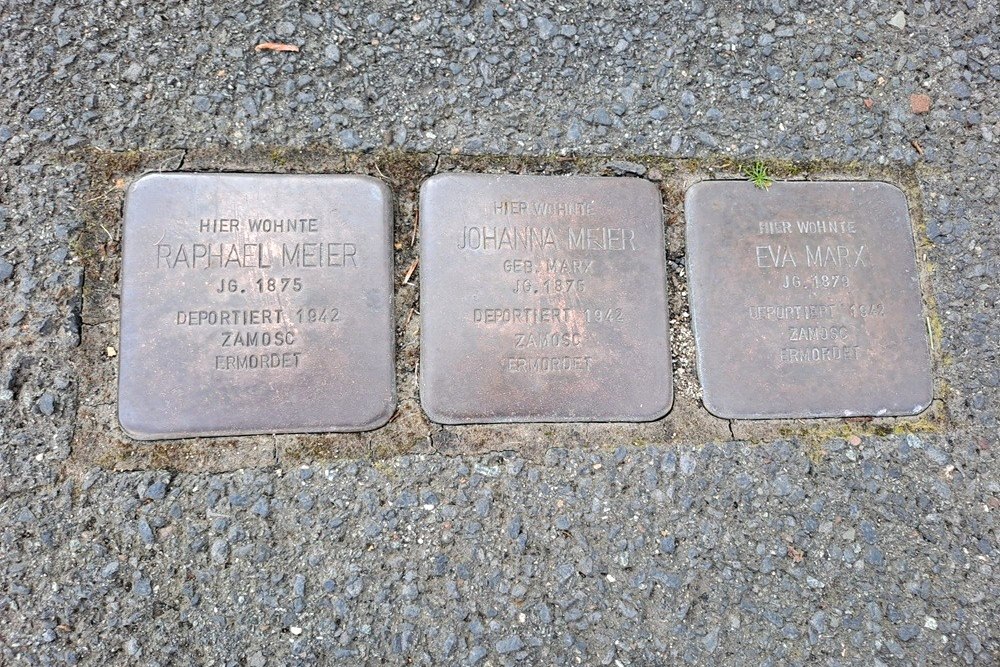 HIER WOHNTE
RAPHAEL MEIER
JG. 1875
DEPORTIERT 1942
ZAMOSC
ERMORDET
HIER WOHNTE
JOHANNA MEIER
GEB. MARX
JG. 1876
DEPORTIERT 1942
ZAMOSC
ERMORDET
HIER WOHNTE
EVA MARX
JG. 1879
DEPORTIERT 1942
ZAMOSC
ERMORDET